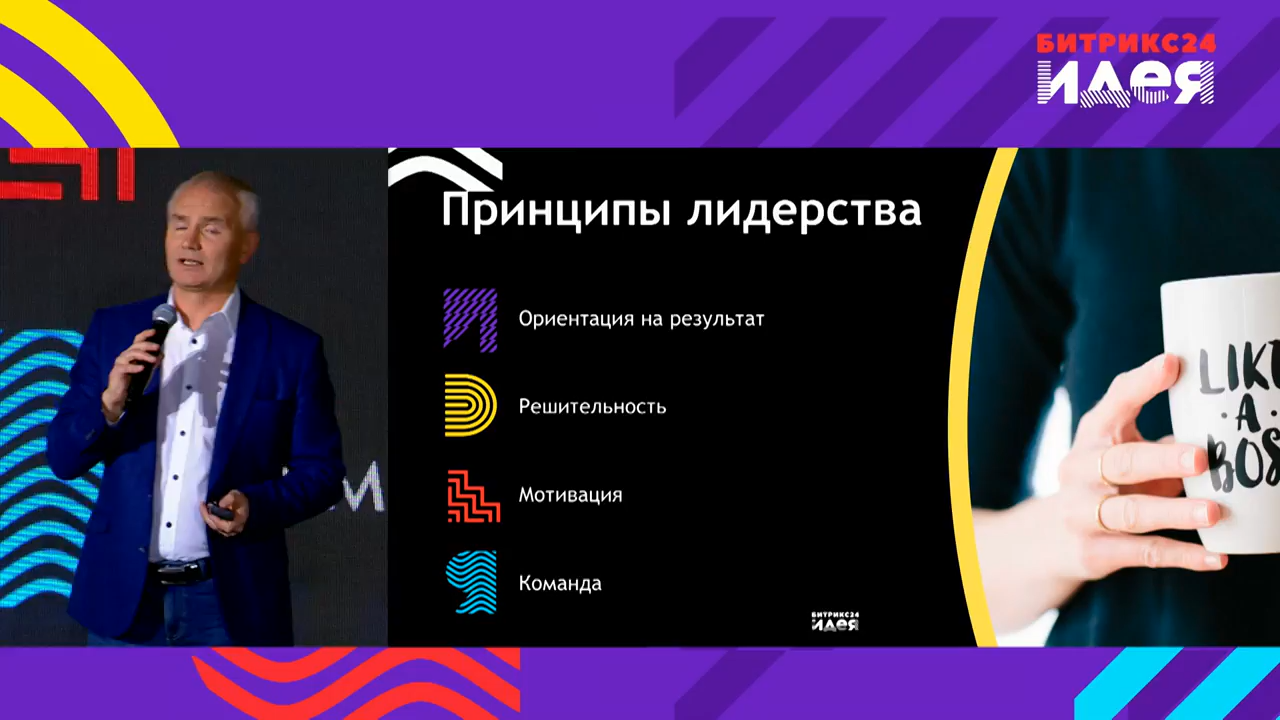 БИТРИКС24
идея
Принципы лидерства
Ориентация на результат
Решительность
Мотивация
Команда
БИТРИКС24
идея
LIKE
·A·
BOS
м